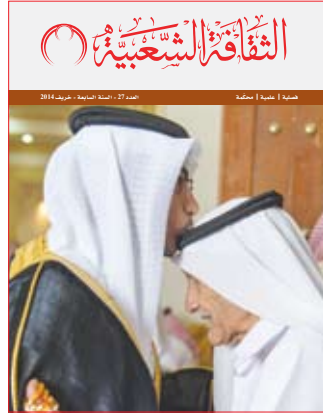 الثقافة الشعبية
فصلية | علمية | محكمة
العدد 27 - السنة السابعة - خريف 2014